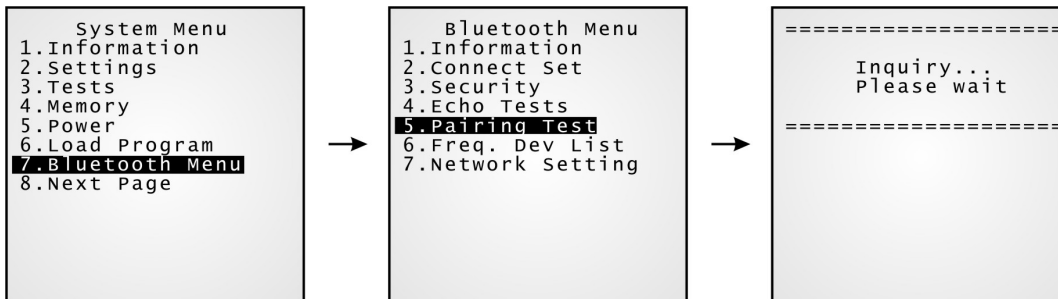 System Menu
1.Information
2.Settings
3.Tests
4.Memory
5.Power
6.Load Program
7.Bluetooth Menu
8.Next Page
Bluetooth Menu
1.Information
2.Connect Set
3.Security
4.Echo Tests
5.Pairing Test
6.Freq. Dev List
7.Network Setting
====================
Inquiry...
Please wait
====================